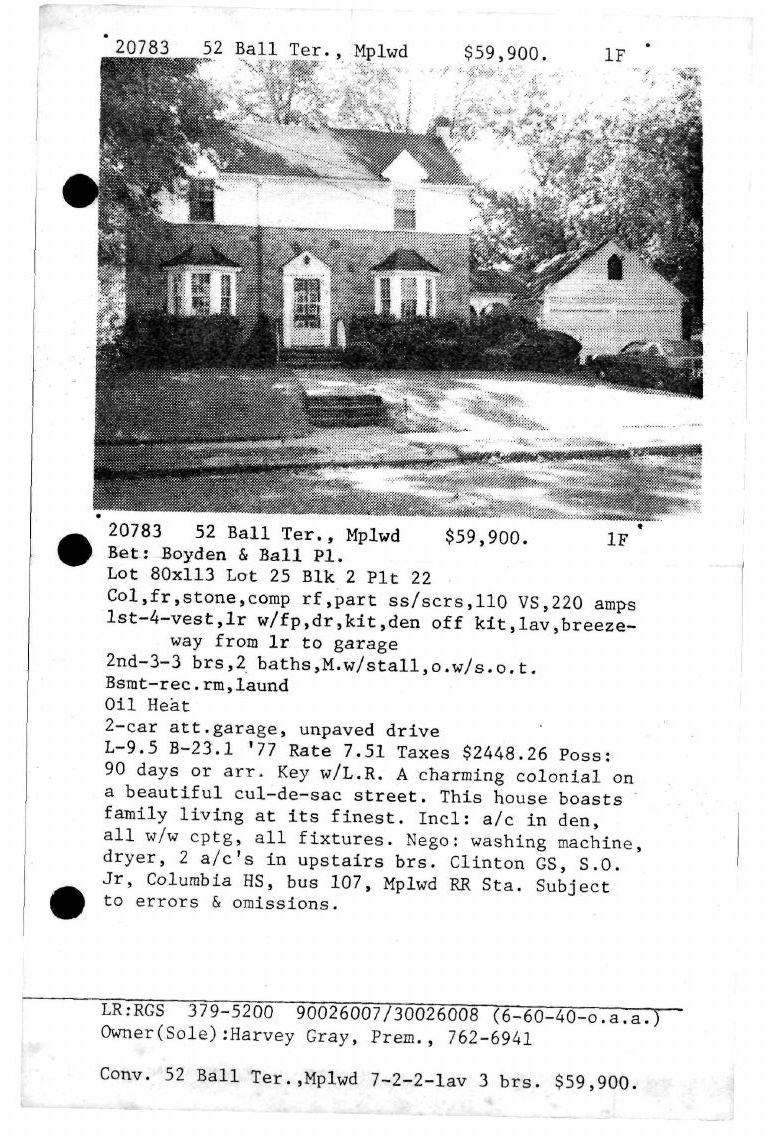 20783 52 Ball Ter., Mplwd $59,900. 1F
20783 52 Ball Ter., Mplwd $59,900. 1F
Bet: Boyden & Ball Pl.
Lot 80x113 Lot 25 Blk 2 Plt 22
Col,fr,stone,comp rf,part ss/scrs,110 VS,220 amps
1st-4-vest,lr w/fp,dr,kit,den off kit,lav,breeze-
way from lr to garage
2nd-3-3 brs,2 baths,M.w/stall,o.w/s.o.t.
Bsmt-rec.rm,laund
Oil Heat
2-car att.garage, unpaved drive
L-9.5 B-23.1 '77 Rate 7.51 Taxes $2448.26 Poss:
90 days or arr. Key w/L.R. A charming colonial on
a beautiful cul-de-sac street. This house boasts
family living at its finest. Incl: a/c in den,
all w/w cptg, all fixtures. Nego: washing machine,
dryer, 2 a/c's in upstairs brs. Clinton GS, S.O.
Jr, Columbia HS, bus 107, Mplwd RR Sta. Subject
to errors & omissions.
LR:RGS 379-5200 90026007/30026008 (6-60-40-o.a.a.)
Owner(Sole):Harvey Gray, Prem., 762-6941
Conv. 52 Ball Ter.,Mplwd 7-2-2-lav 3 brs. $59,900.